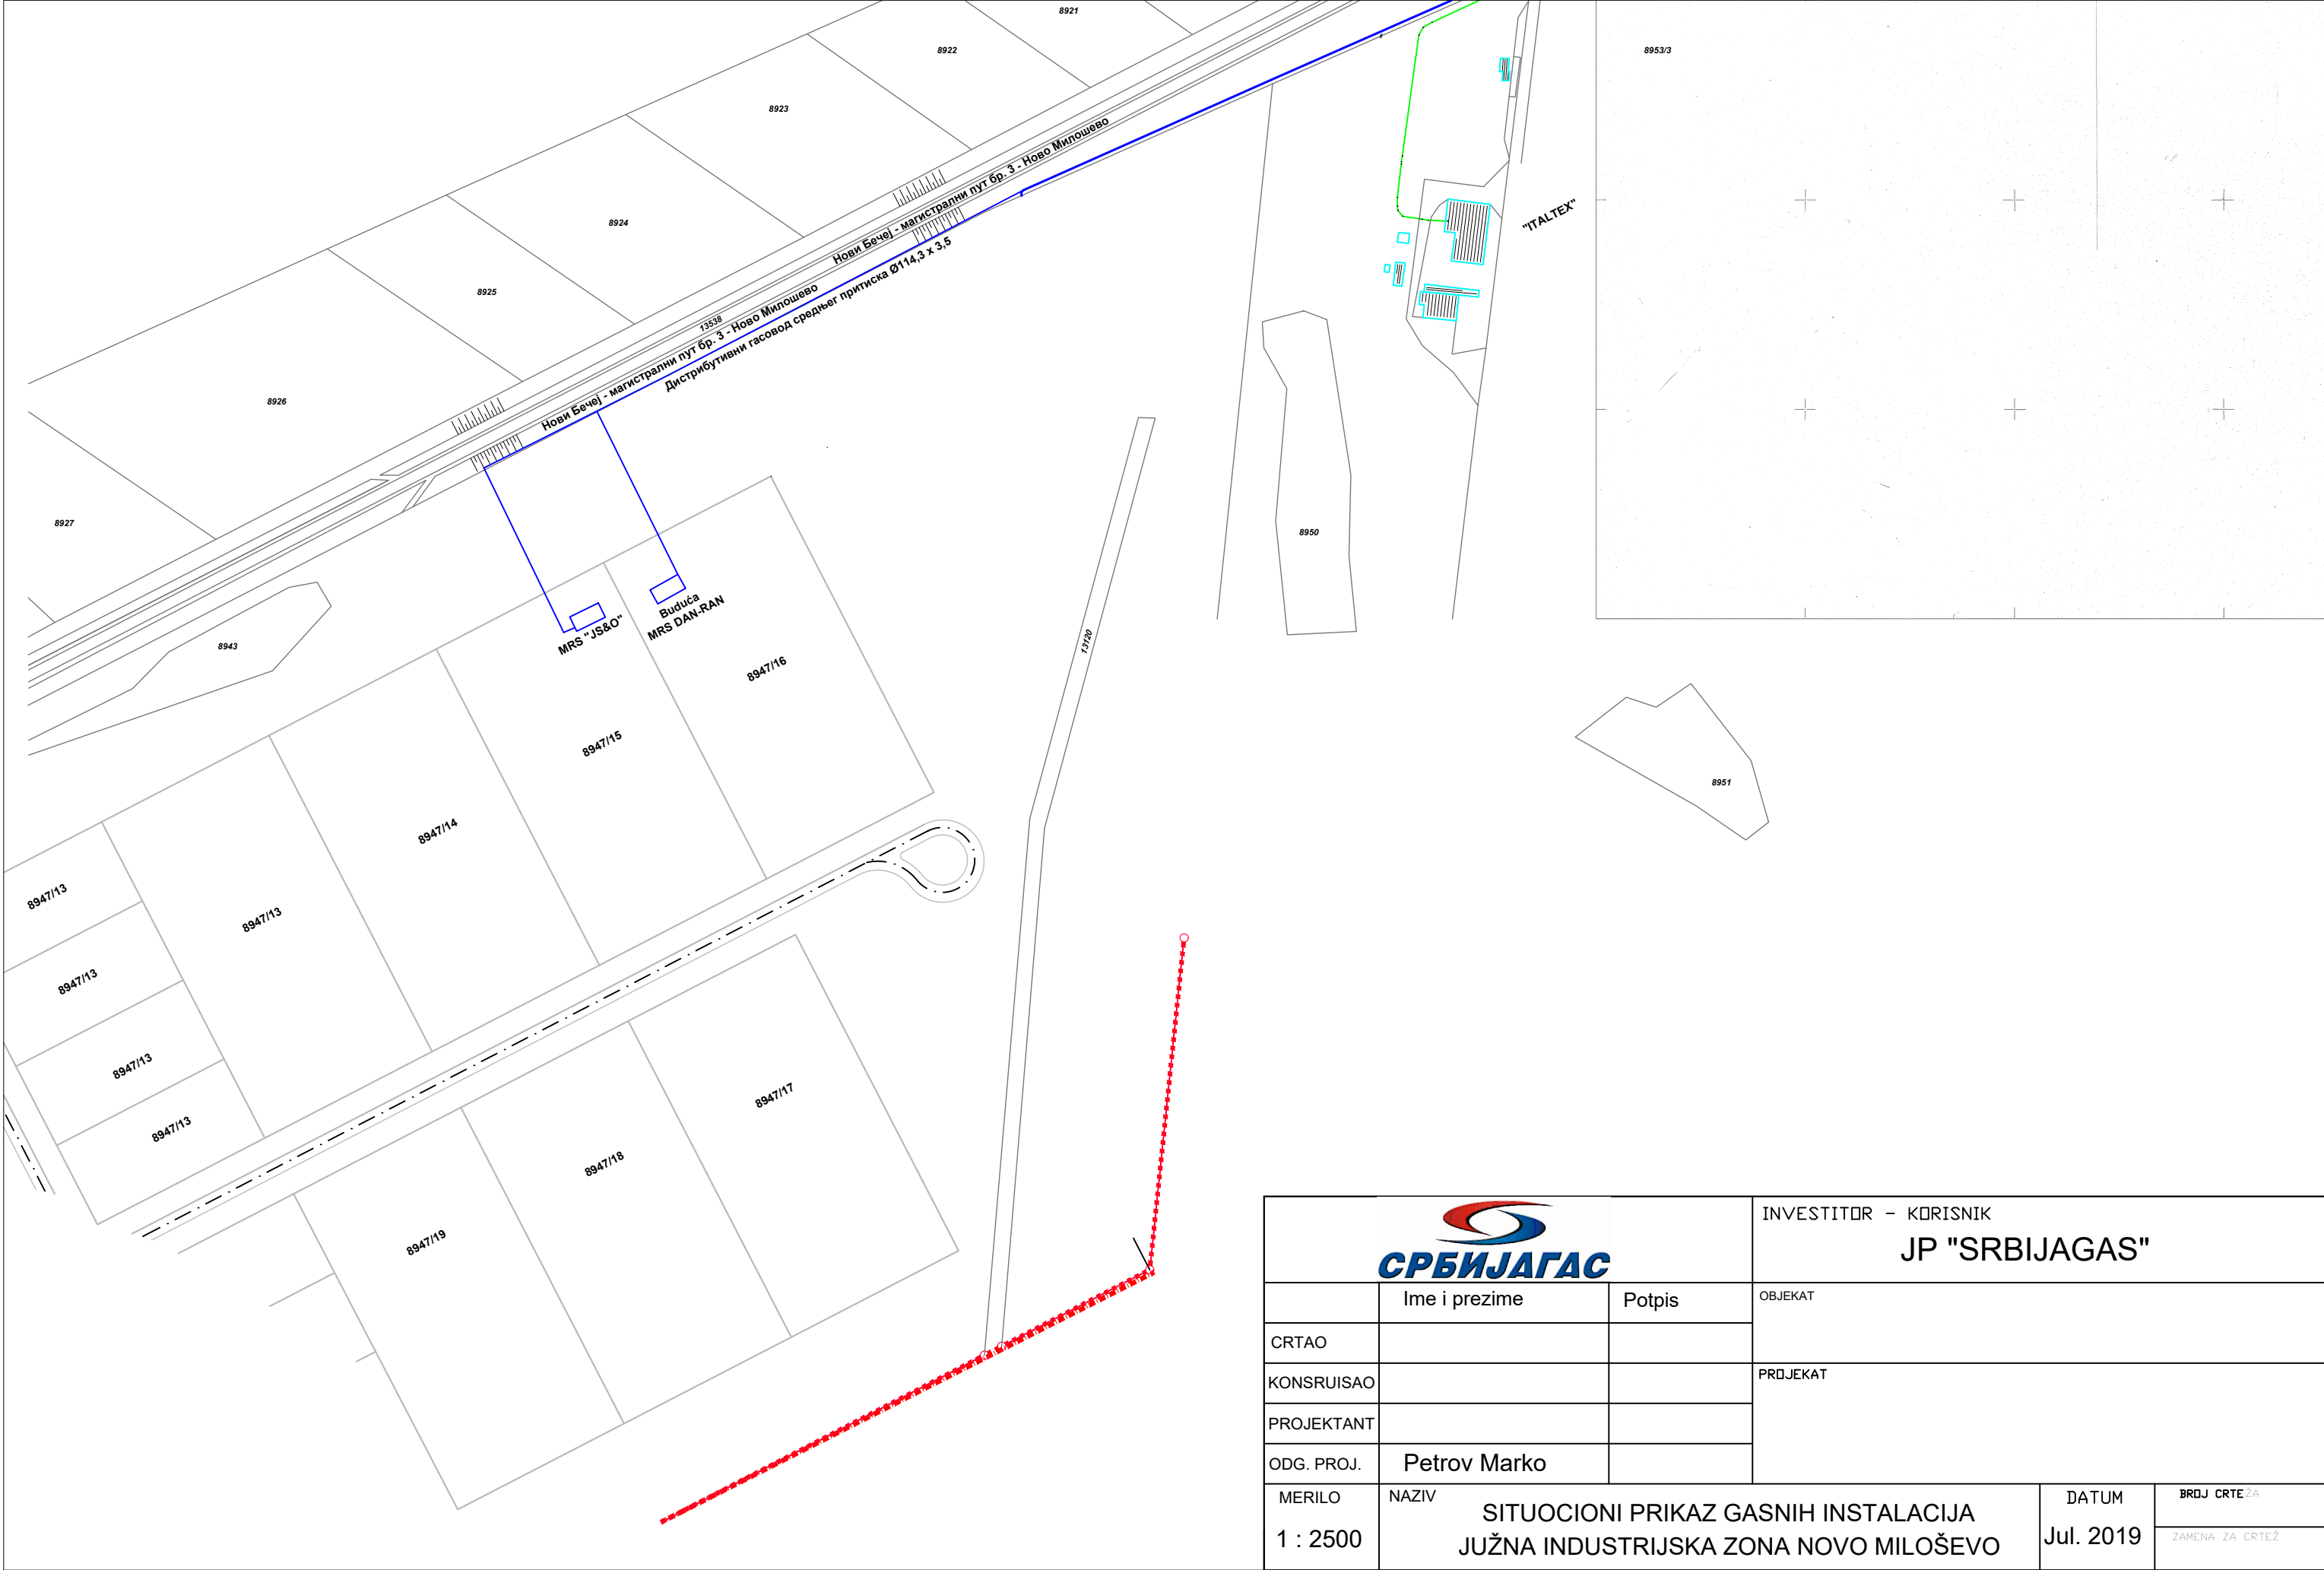 8921
8922
8953/3
8923
8924
Нови Бечеј - магистрални пут бр. 3 - Ново Милошево
"ITALTEX"
8925
13538
Нови Бечеј - магистрални пут бр. 3 - Ново Милошево
Дистрибутивни гасовод средњег притиска Ø114,3 x 3,5
8926
8927
8950
Buduća
MRS DAN-RAN
MRS "JS&O"
8943
13120
8947/16
8947/15
8951
8947/14
8947/13
8947/13
8947/13
8947/13
8947/13
8947/17
8947/18
8947/19
СРБИЈАГАС
INVESTITOR - KORISNIK
JP "SRBIJAGAS"
Ime i prezime
Potpis
OBJEKAT
CRTAO
KONSRUISAO
PROJEKAT
PROJEKTANT
ODG. PROJ.
Petrov Marko
MERILO
1 : 2500
NAZIV
SITUOCIONI PRIKAZ GASNIH INSTALACIJA
JUŽNA INDUSTRIJSKA ZONA NOVO MILOŠEVO
DATUM
Jul. 2019
BROJ CRTEŽA
ZAMENA ZA CRTEŽ